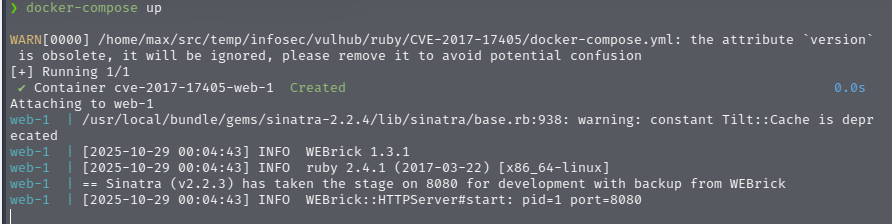 ❯ docker-compose up
WARN[0000] /home/max/src/temp/infosec/vulhub/ruby/CVE-2017-17405/docker-compose.yml: the attribute `version`
 is obsolete, it will be ignored, please remove it to avoid potential confusion
[+] Running 1/1
 ✔ Container cve-2017-17405-web-1  Created 0.0s
Attaching to web-1
web-1  | /usr/local/bundle/gems/sinatra-2.2.4/lib/sinatra/base.rb:938: warning: constant Tilt::Cache is depr
ecated
web-1  | [2025-10-29 00:04:43] INFO  WEBrick 1.3.1
web-1  | [2025-10-29 00:04:43] INFO  ruby 2.4.1 (2017-03-22) [x86_64-linux]
web-1  | == Sinatra (v2.2.3) has taken the stage on 8080 for development with backup from WEBrick
web-1  | [2025-10-29 00:04:43] INFO  WEBrick::HTTPServer#start: pid=1 port=8080